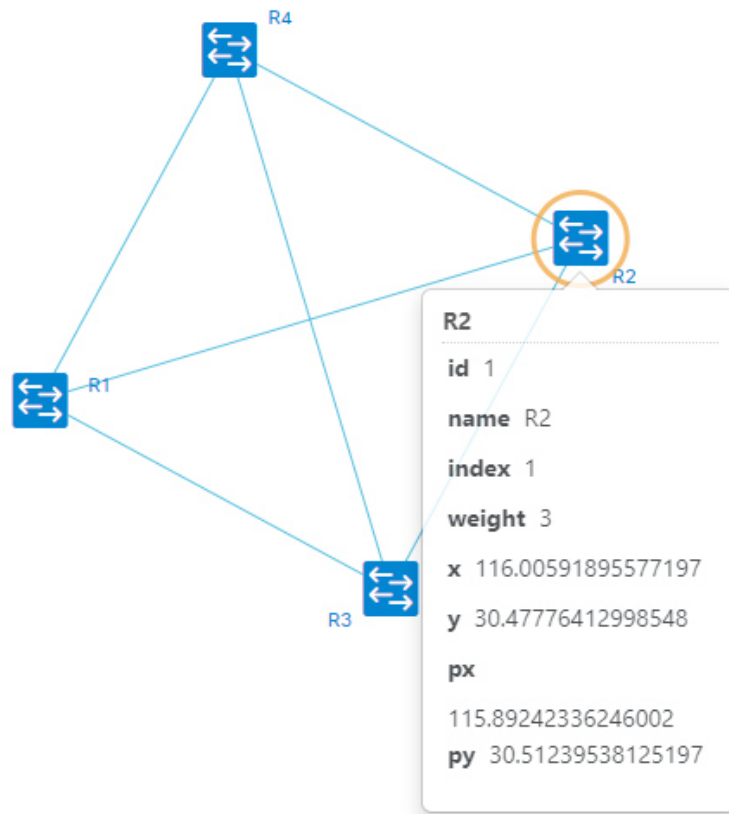 R4
R2
R1
R3
R2
id 1
name R2
index 1
weight 3
x 116.00591895577197
y 30.47776412998548
px
115.89242336246002
py 30.51239538125197